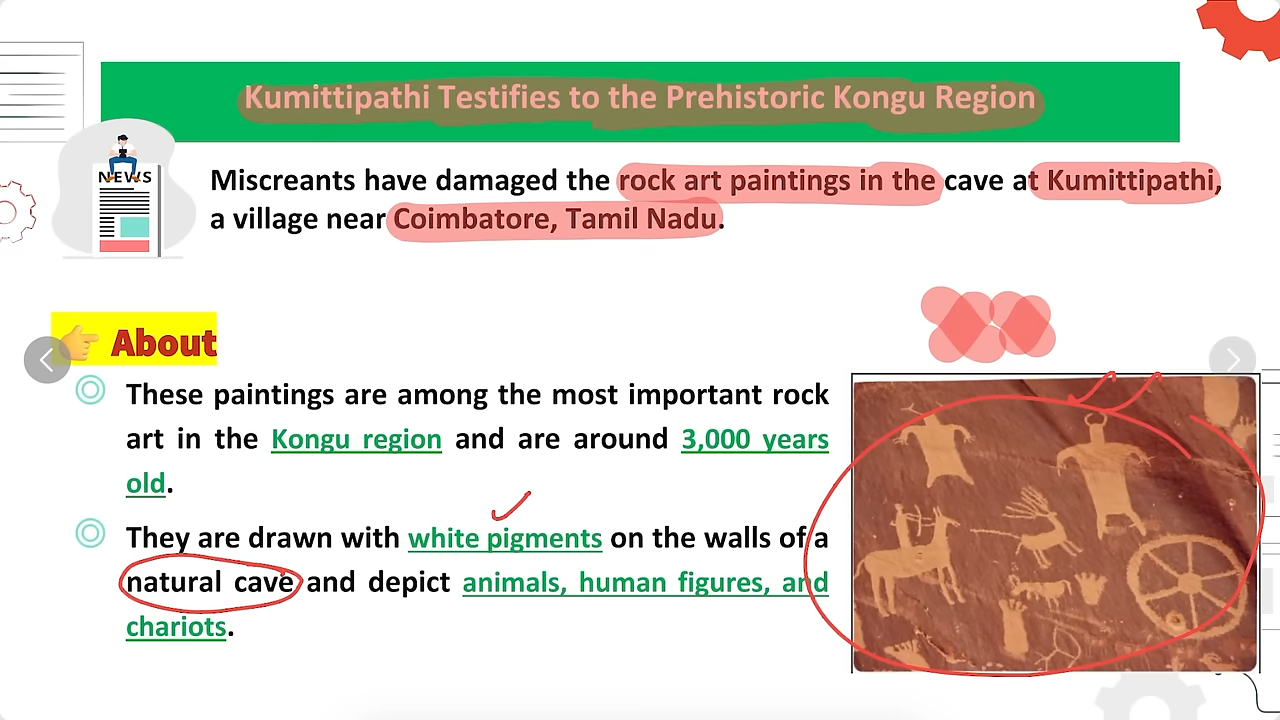 Kumittipathi Testifies to the Prehistoric Kongu Region
NEWS
Miscreants have damaged the rock art paintings in the cave at Kumittipathi,
a village near Coimbatore, Tamil Nadu.
About
These paintings are among the most important rock
art in the Kongu region and are around 3,000 years
old.
They are drawn with white pigments on the walls of a
natural cave and depict animals, human figures, and
chariots.